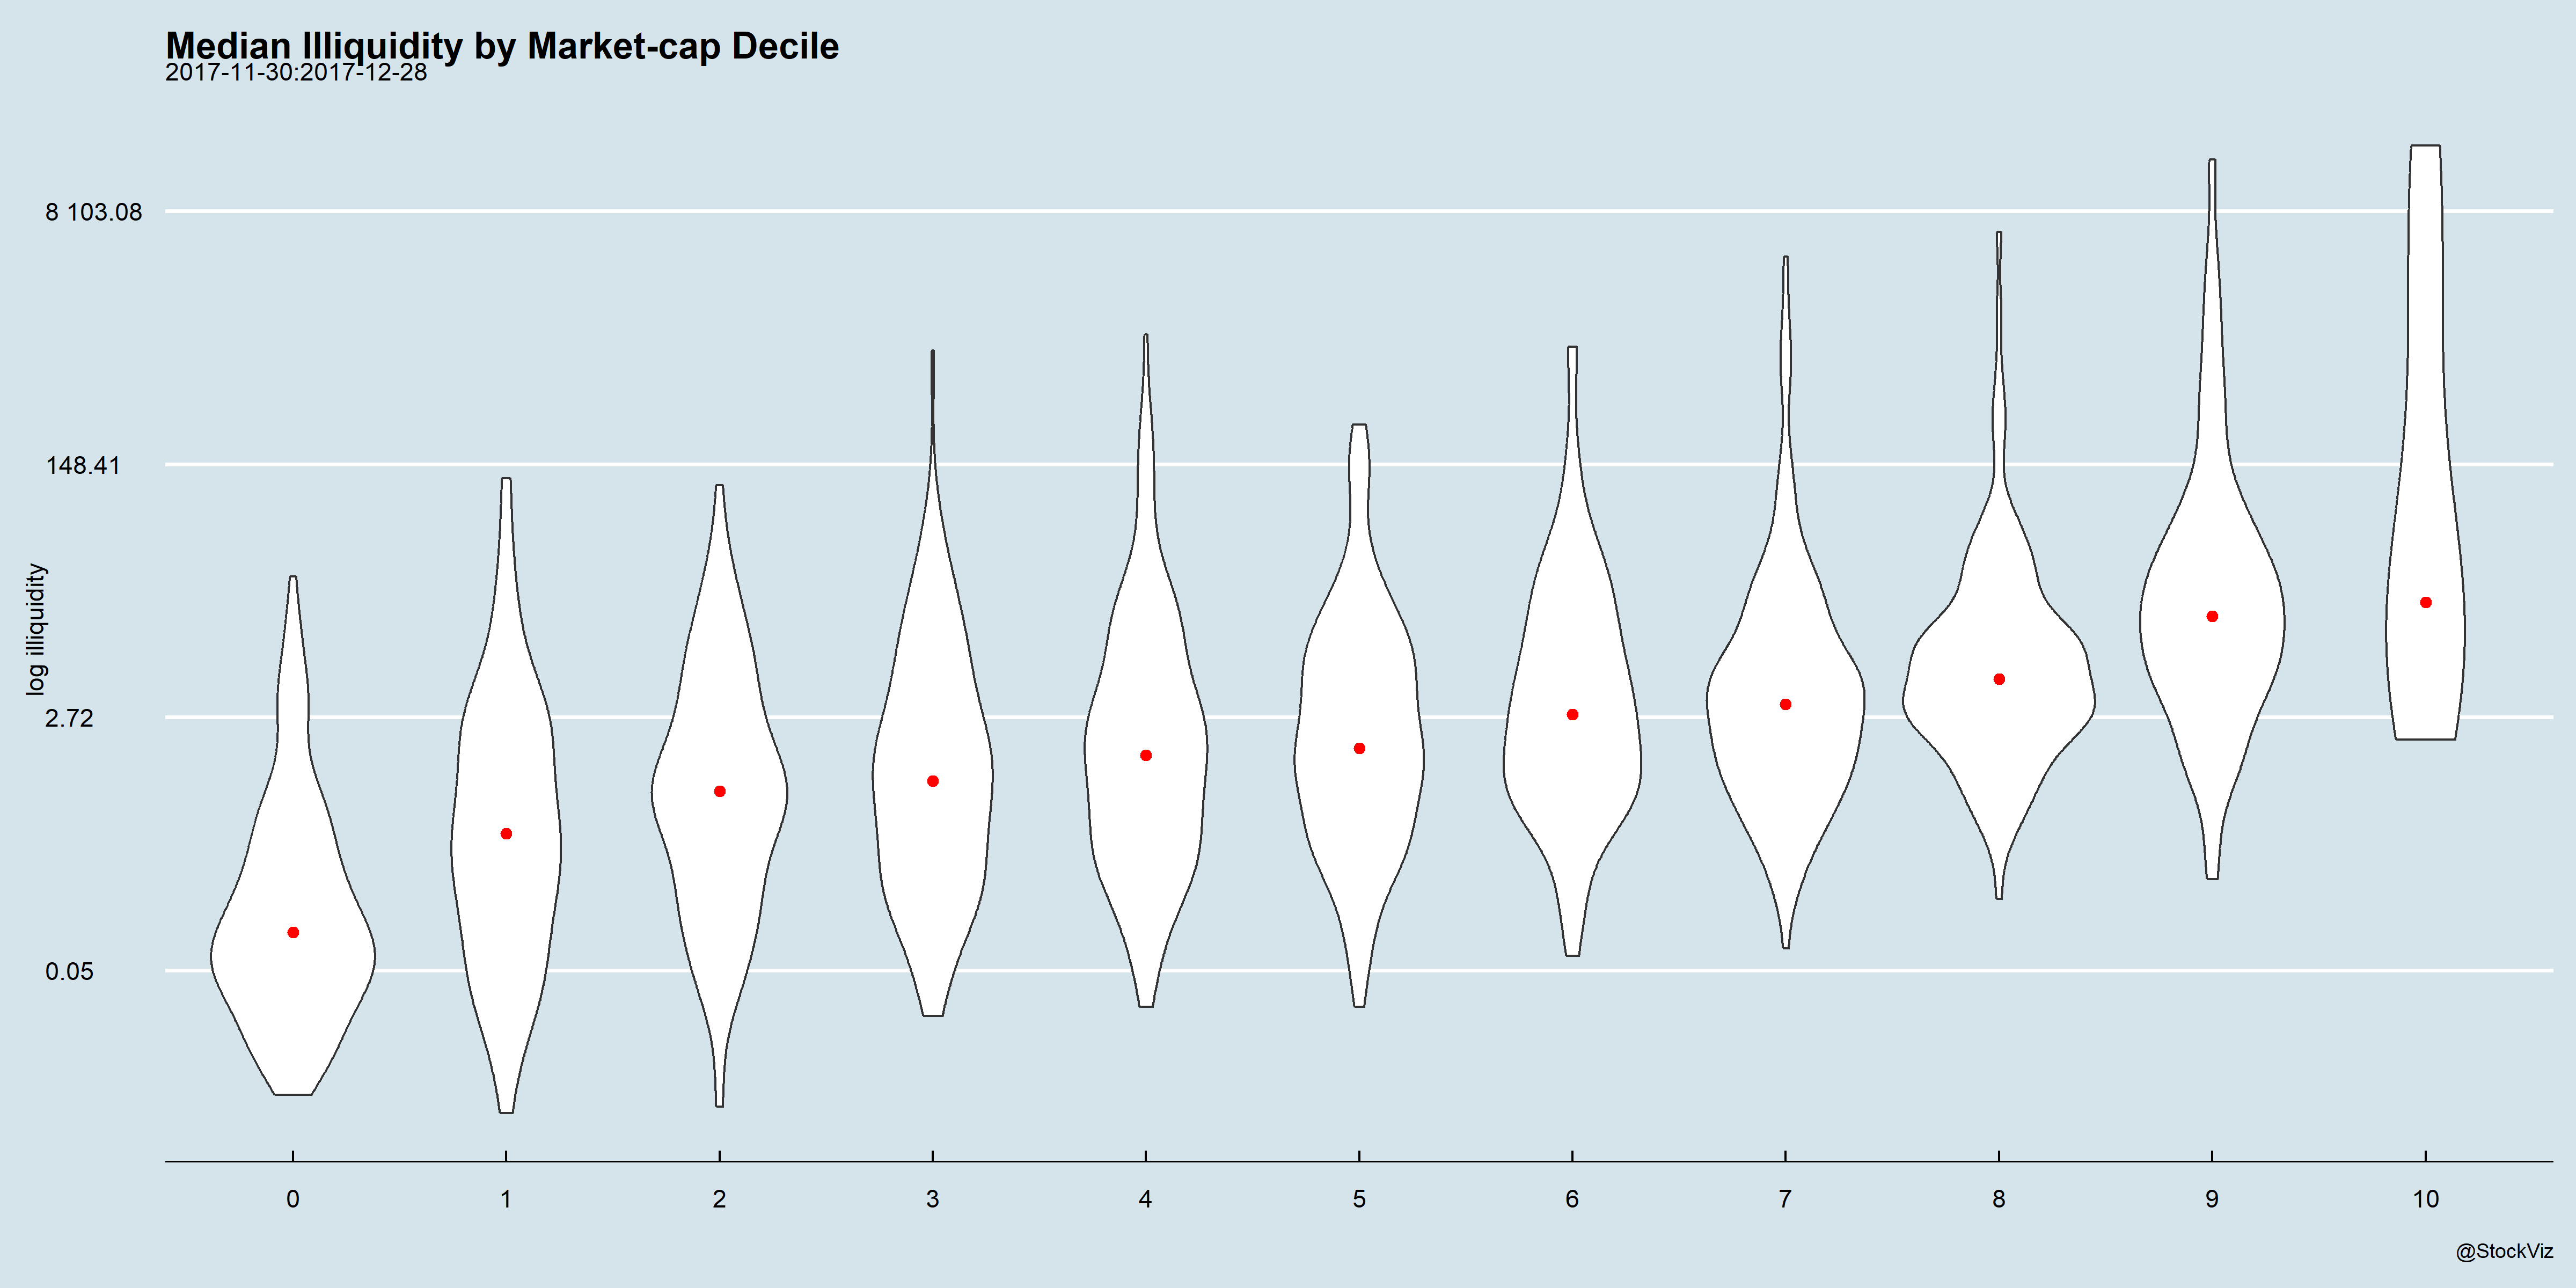 Median Illiquidity by Market-cap Decile
2017-11-30:2017-12-28
8 103.08
148.41
2.72
0.05
log illiquidity
0 1 2 3 4 5 6 7 8 9 10
@StockViz